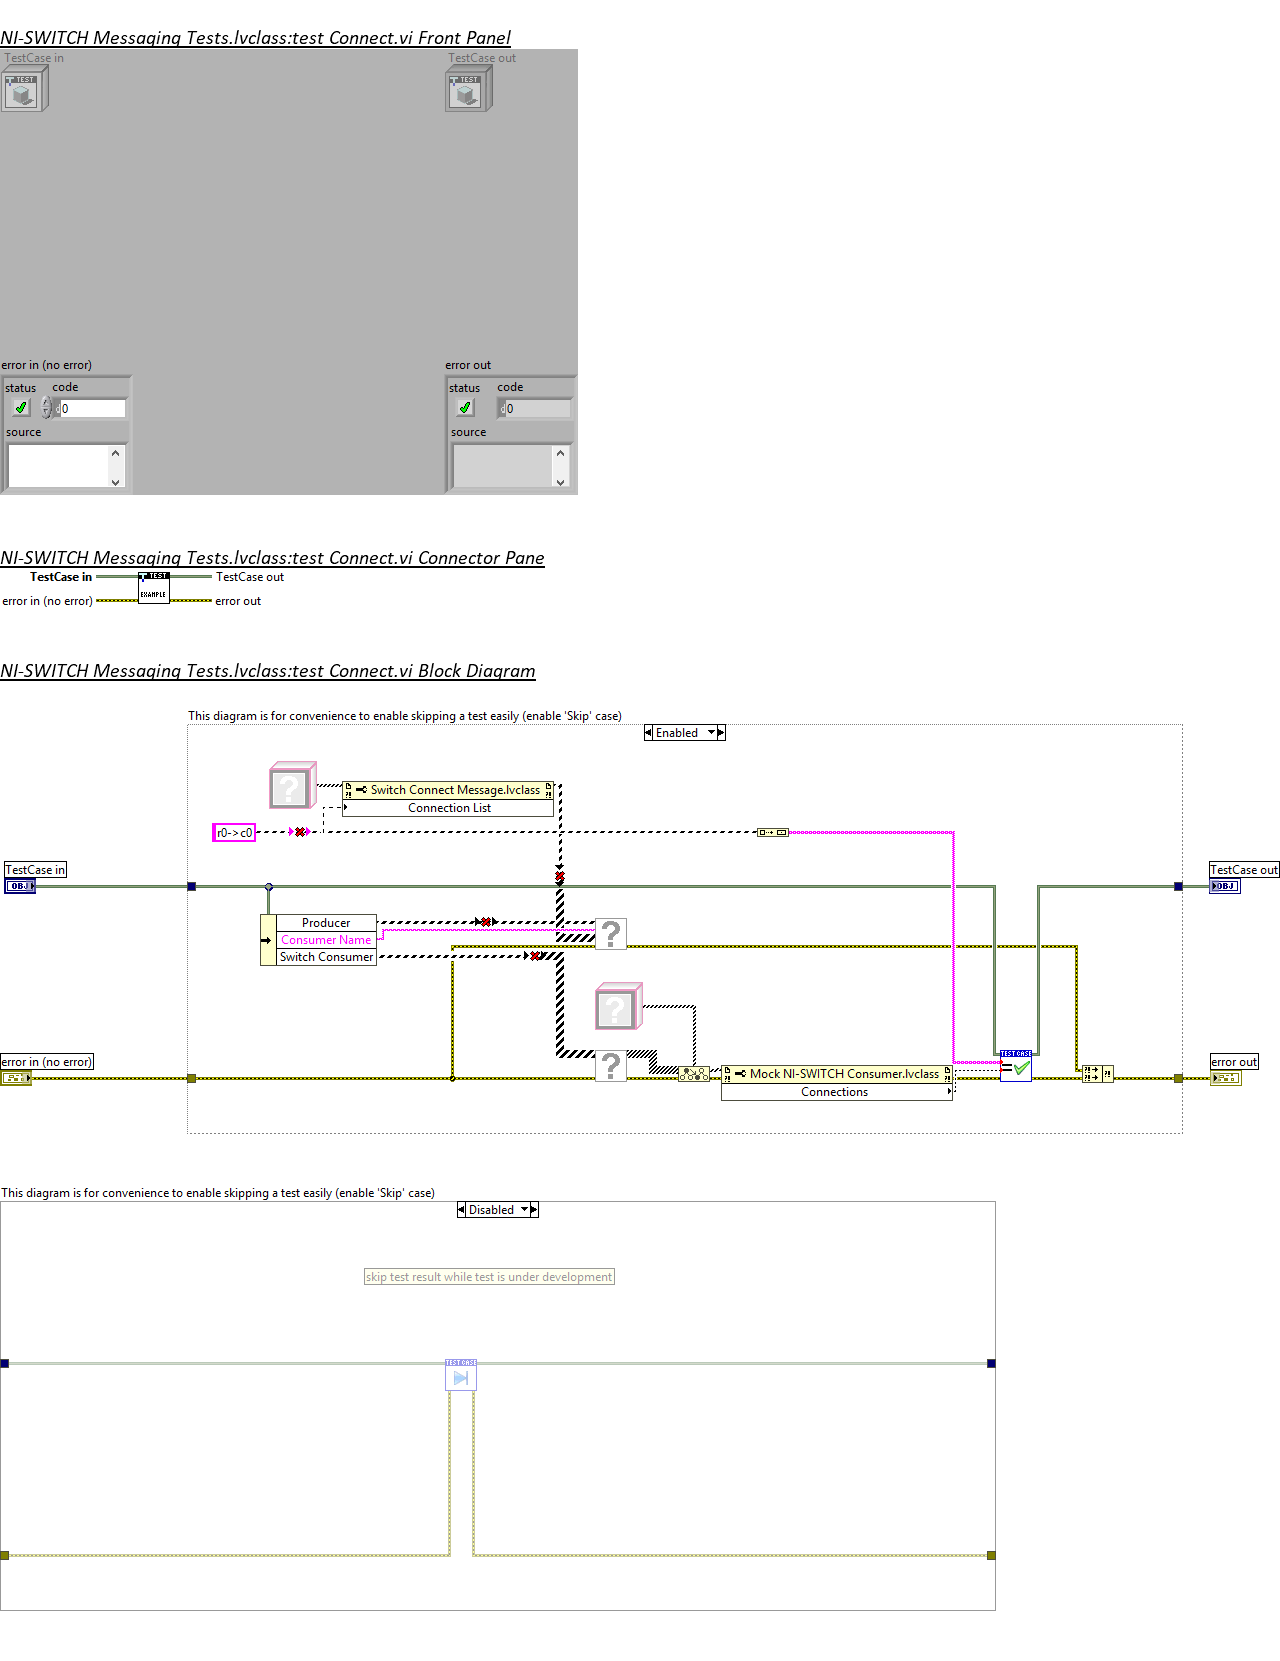 NI-SWITCH Messaging Tests.lvclass:test Connect.vi Front Panel
TestCase in
TestCase out
TEST
TEST
error in (no error)
error out
status code
status code
d0
d0
source
source
NI-SWITCH Messaging Tests.lvclass:test Connect.vi Connector Pane
TestCase in
TEST
TestCase out
error in (no error)
EXAMPLE
error out
NI-SWITCH Messaging Tests.lvclass:test Connect.vi Block Diagram
This diagram is for convenience to enable skipping a test easily (enable 'Skip' case)
Enabled
?
Switch Connect Message.lvclass
Connection List
r0->c0
TestCase in
OBJ
TestCase out
OBJ
Producer
Consumer Name
Switch Consumer
?
?
error in (no error)
?
TEST CASE
Mock NI-SWITCH Consumer.lvclass
Connections
error out
This diagram is for convenience to enable skipping a test easily (enable 'Skip' case)
Disabled
skip test result while test is under development
TEST CASE